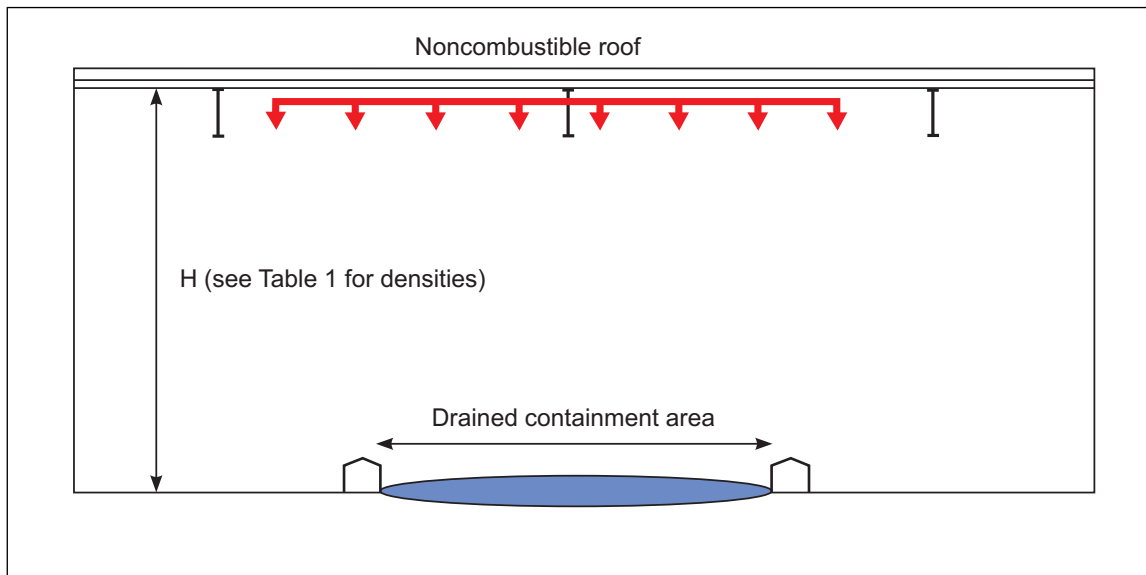 Noncombustible roof
H (see Table 1 for densities)
Drained containment area